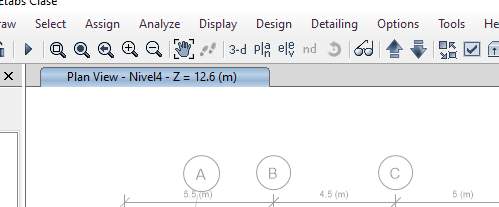 Etabs Clase
raw Select Assign Analyze Display Design Detailing Options Tools He
3-d pla̲n ele̲v nd
Plan View - Nivel4 - Z = 12.6 (m)
A B C
5.5 (m) 4.5 (m) 5 (m)